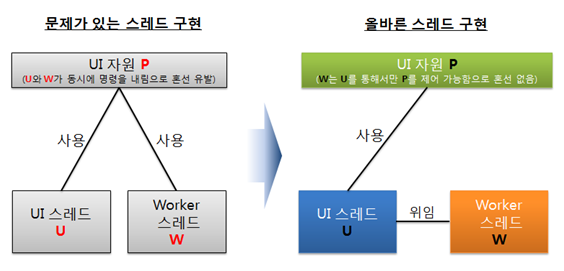 문제가 있는 스레드 구현
UI 자원 P
(U와 W가 동시에 명령을 내림으로 혼선 유발)
사용
사용
UI 스레드
U
Worker
스레드
W
올바른 스레드 구현
UI 자원 P
(W는 U를 통해서만 P를 제어 가능함으로 혼선 없음)
사용
UI 스레드
U
위임
Worker
스레드
W